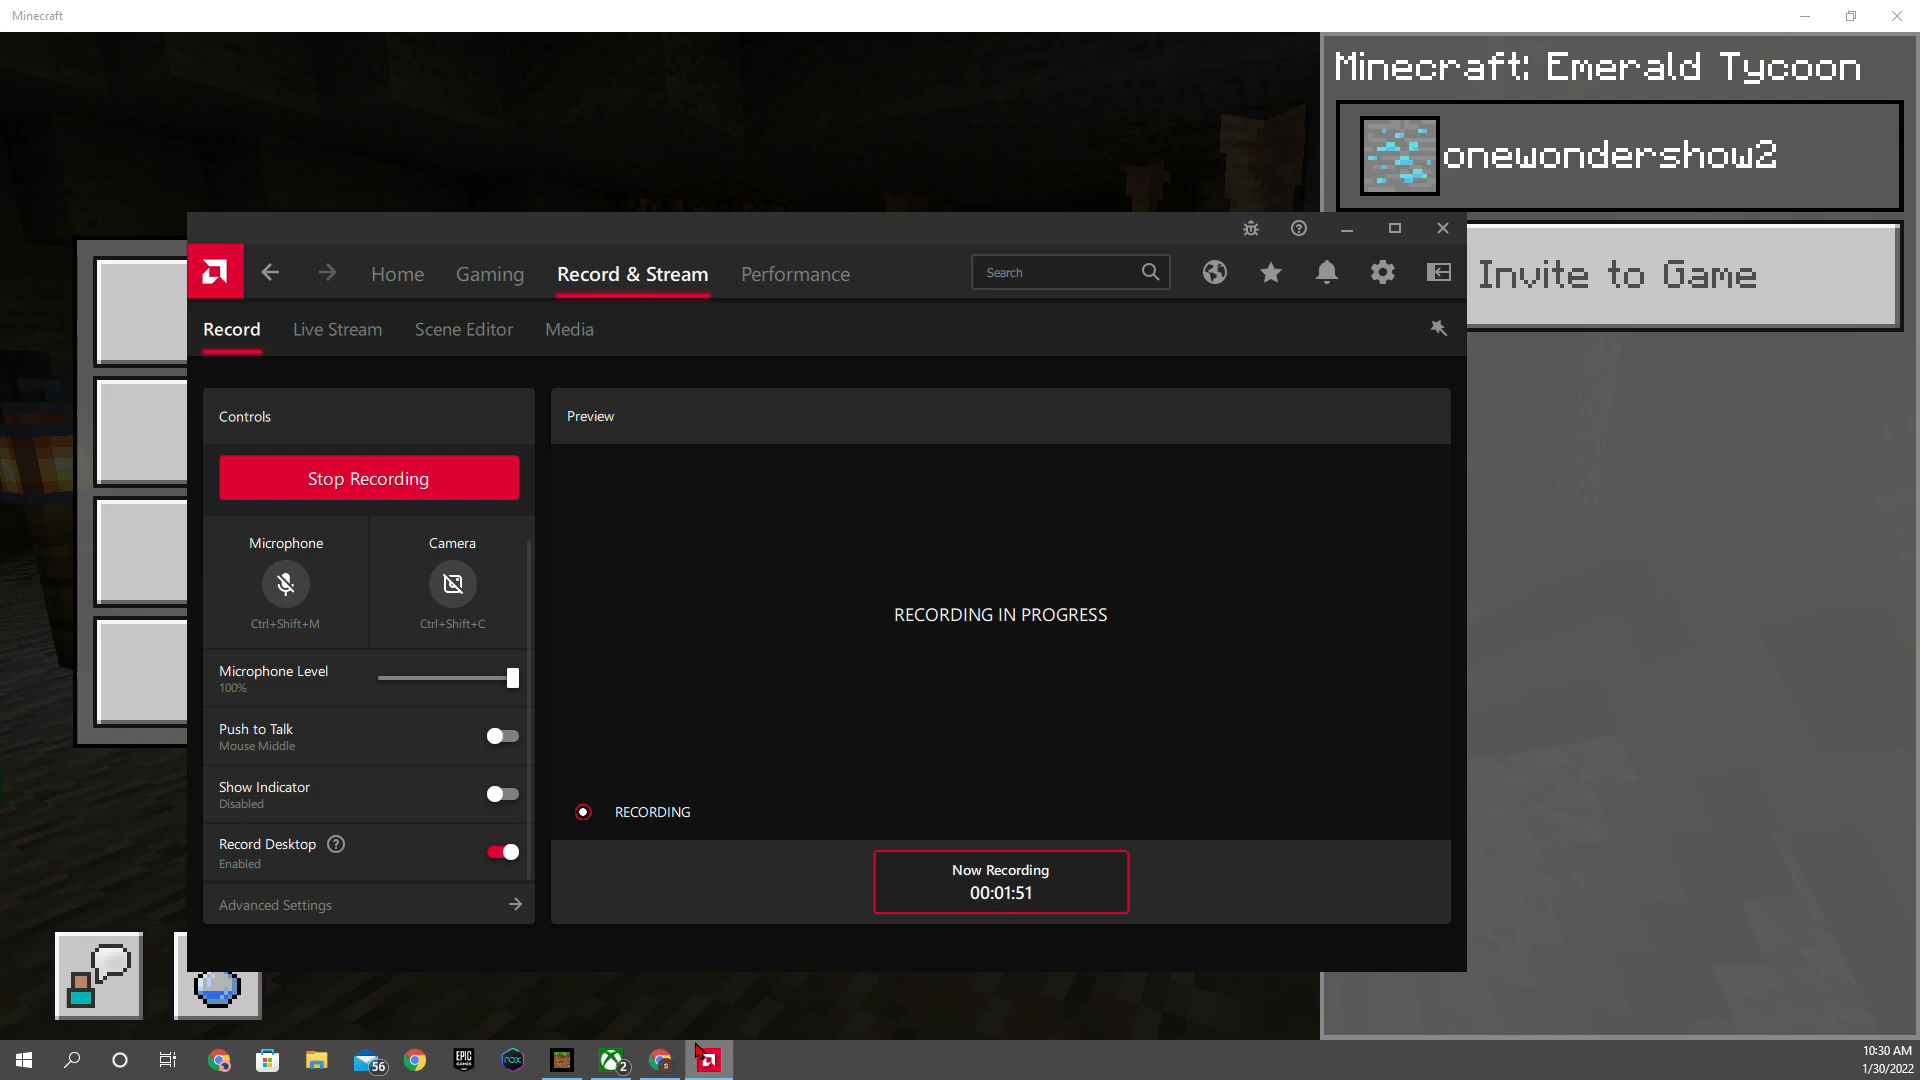 Minecraft
Minecraft: Emerald Tycoon
onewondershow2
Invite to Game
Home
Gaming
Record & Stream
Performance
Search
Record
Live Stream
Scene Editor
Media
Controls
Stop Recording
Microphone
Ctrl+Shift+M
Camera
Ctrl+Shift+C
Microphone Level
100%
Push to Talk
Mouse Middle
Show Indicator
Disabled
Record Desktop
Enabled
Advanced Settings
Preview
RECORDING IN PROGRESS
RECORDING
Now Recording
00:01:51
56
EPIC
GAMES
nox
2
s
10:30 AM
1/30/2022